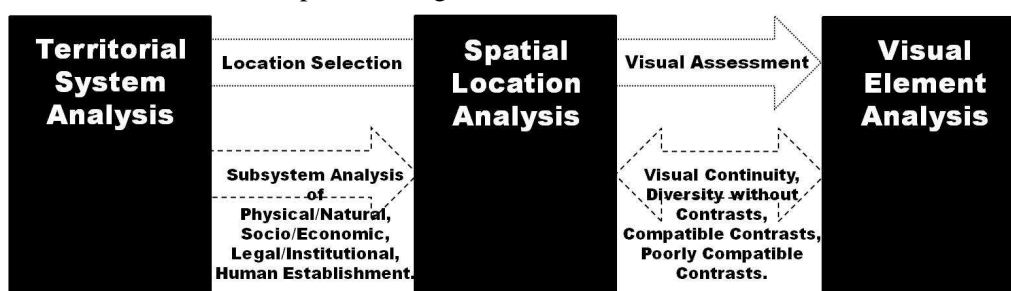 Territorial
System
Analysis
Location Selection
Subsystem Analysis
of
Physical/Natural,
Socio/Economic,
Legal/Institutional,
Human Establishment.
Spatial
Location
Analysis
Visual Assessment
Visual Continuity,
Diversity without
Contrasts,
Compatible Contrasts,
Poorly Compatible
Contrasts.
Visual
Element
Analysis